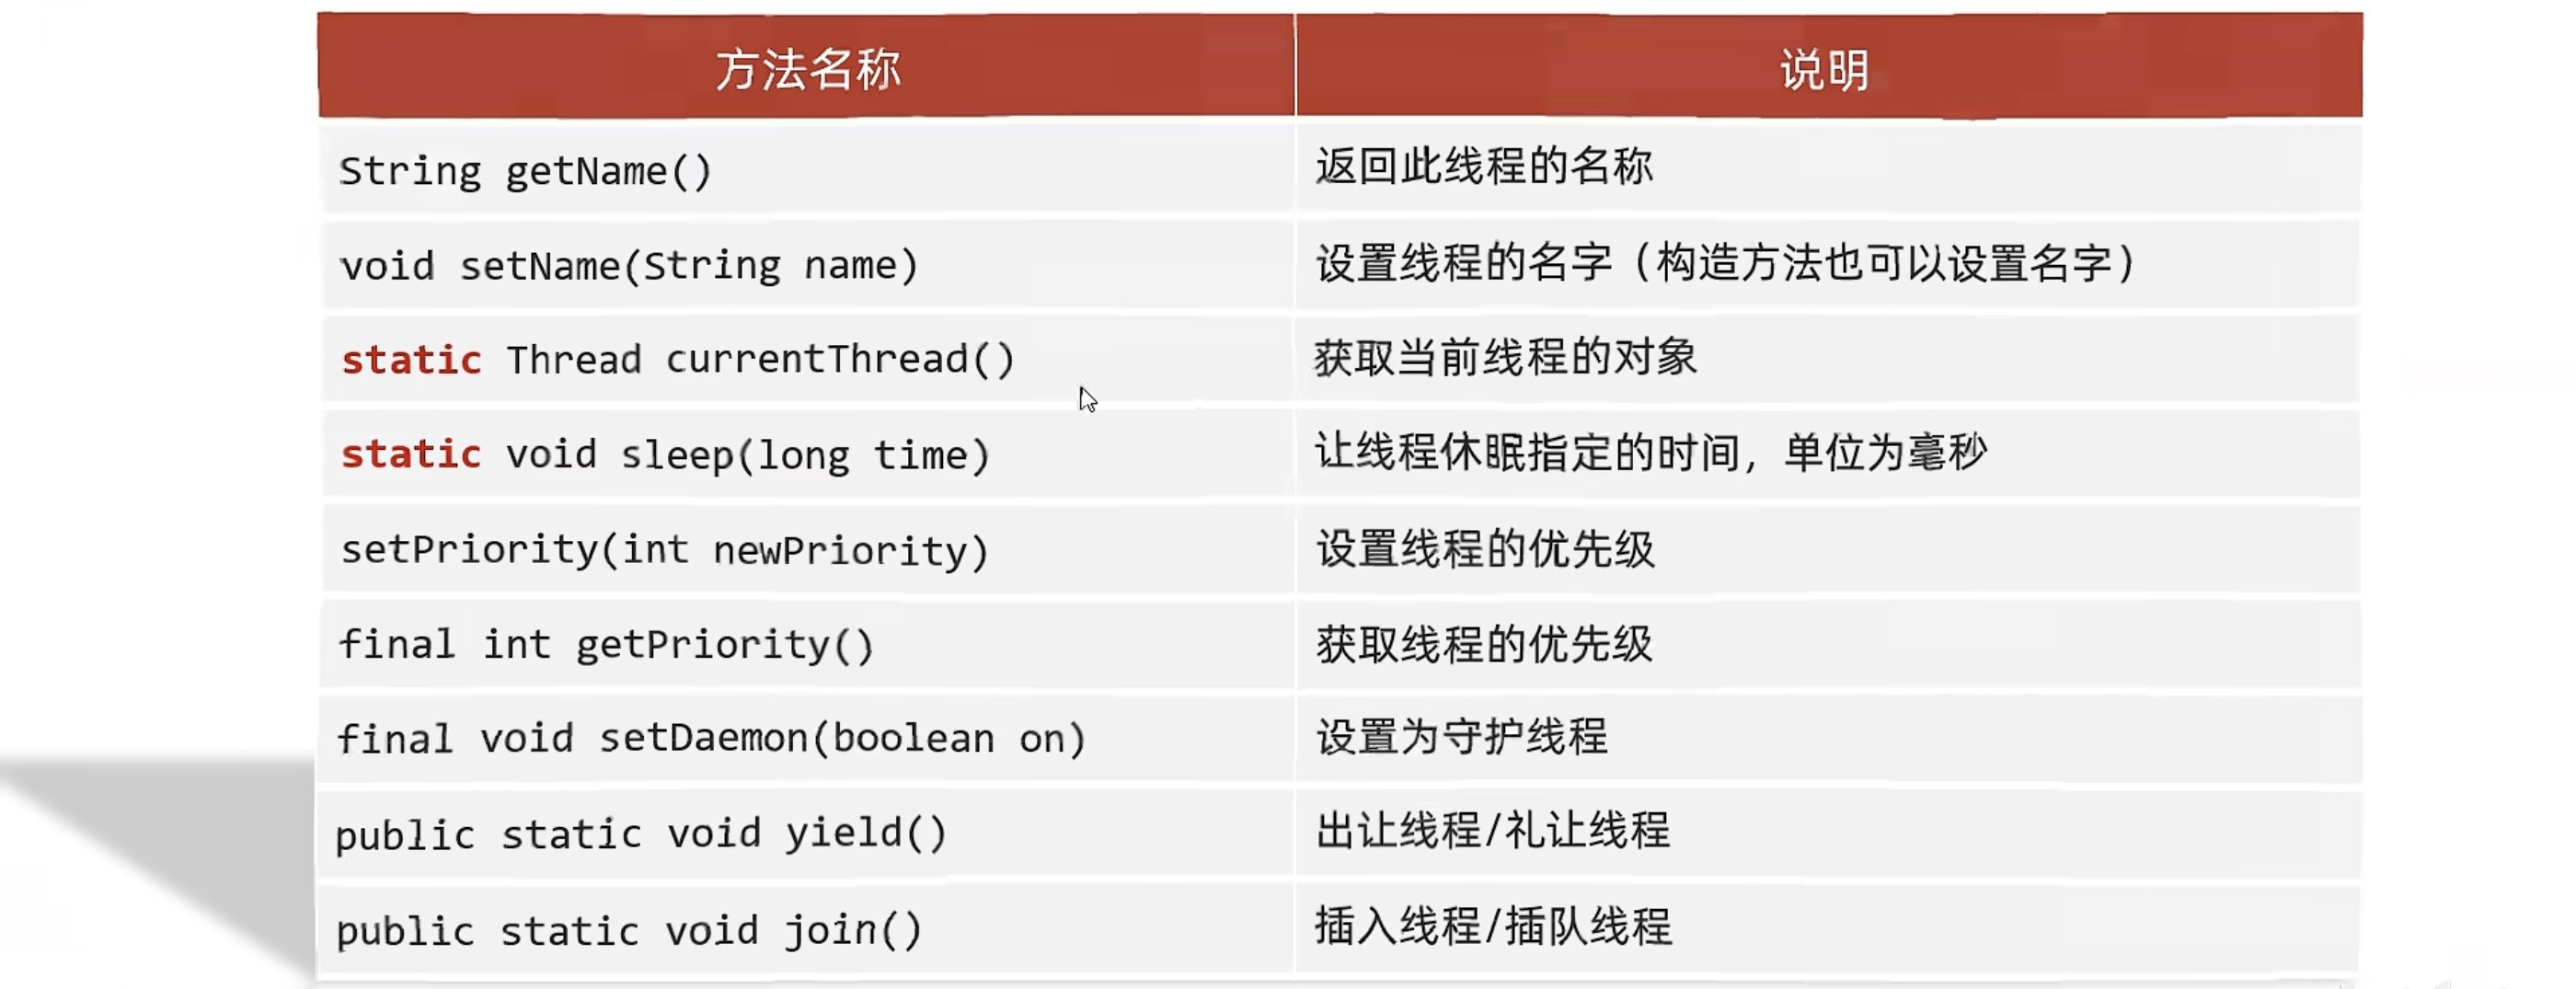 方法名称 说明
String getName() 返回此线程的名称
void setName(String name) 设置线程的名字（构造方法也可以设置名字）
static Thread currentThread() 获取当前线程的对象
static void sleep(long time) 让线程休眠指定的时间，单位为毫秒
setPriority(int newPriority) 设置线程的优先级
final int getPriority() 获取线程的优先级
final void setDaemon(boolean on) 设置为守护线程
public static void yield() 出让线程/礼让线程
public static void join() 插入线程/插队线程